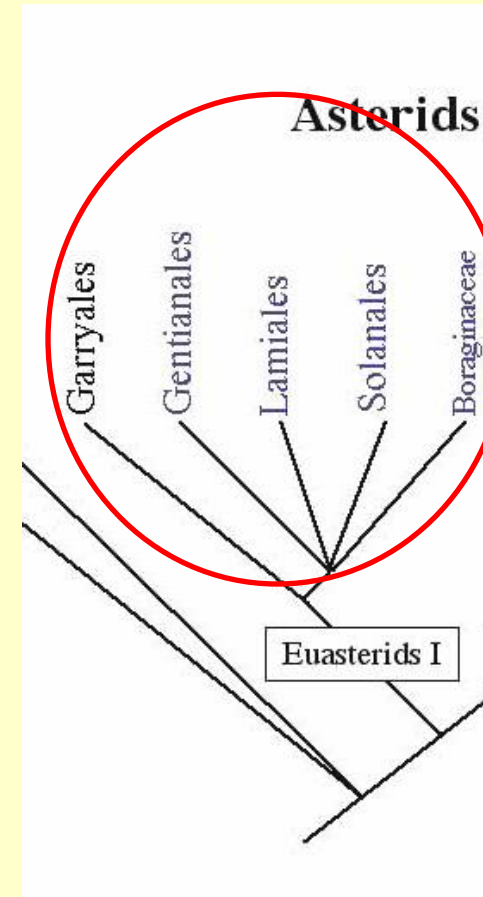 Asterids
Garryales
Gentianales
Lamiales
Solanales
Boraginaceae
Euasterids I